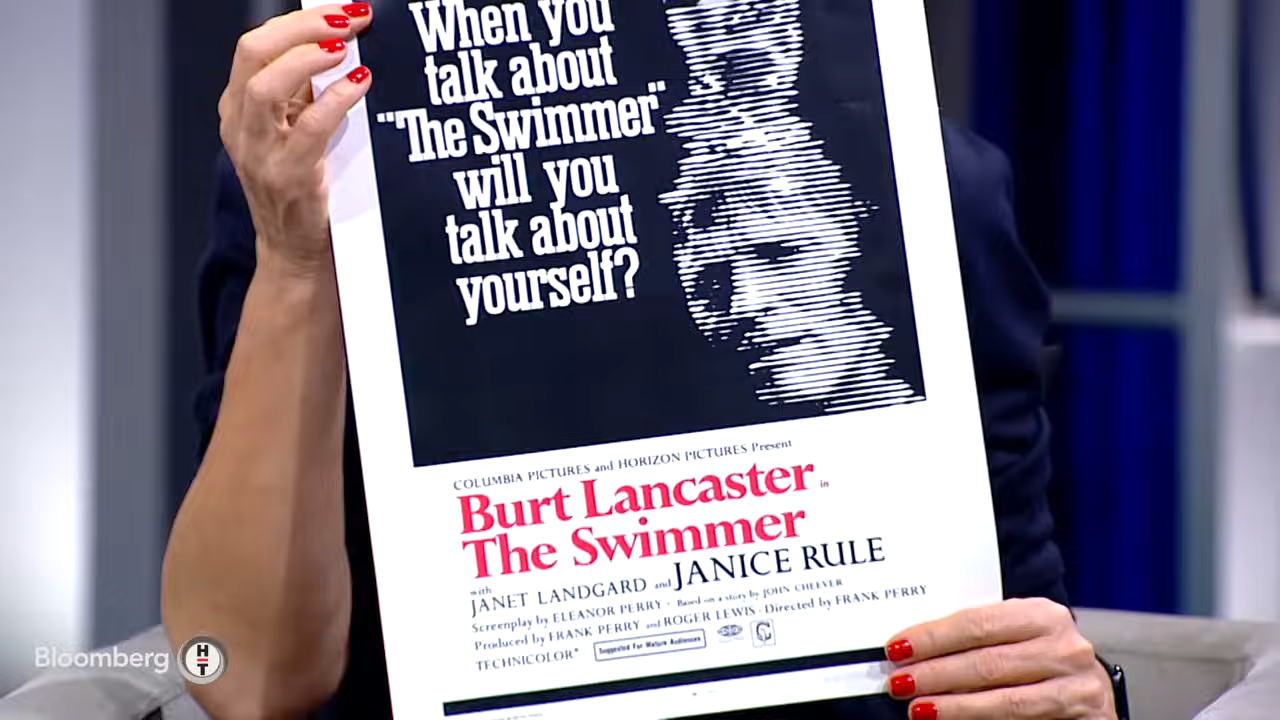 When you
talk about
"The Swimmer"
will you
talk about
yourself?
COLUMBIA PICTURES and HORIZON PICTURES Present
Burt Lancaster in
The Swimmer
with
JANET LANDGARD and JANICE RULE
Screenplay by ELEANOR PERRY · Based on a story by JOHN CHEEVER
Produced by FRANK PERRY and ROGER LEWIS · Directed by FRANK PERRY
TECHNICOLOR® Suggested For Mature Audiences
Bloomberg HT